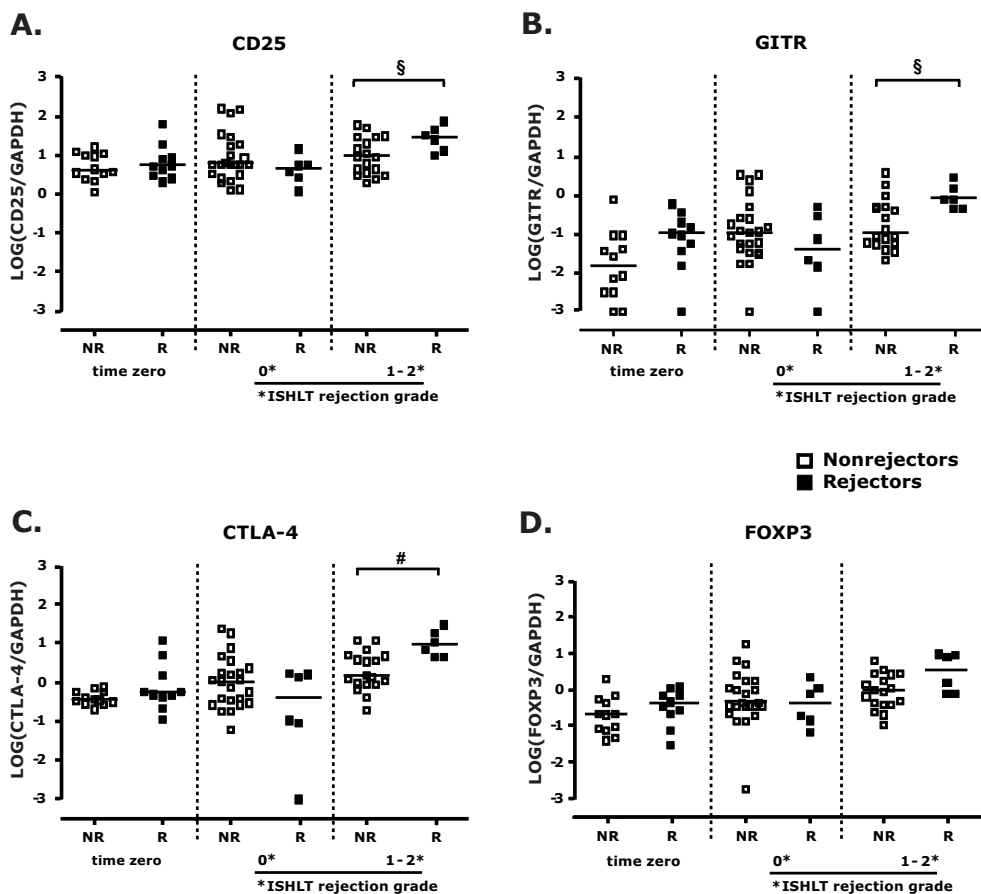 A.
CD25
§
LOG(CD25/GAPDH)
3
2
1
0
-1
-2
-3
NR R NR R NR R
time zero 0* 1-2*
*ISHLT rejection grade
B.
GITR
§
LOG(GITR/GAPDH)
3
2
1
0
-1
-2
-3
NR R NR R NR R
time zero 0* 1-2*
*ISHLT rejection grade
Nonrejectors
Rejectors
C.
CTLA-4
#
LOG(CTLA-4/GAPDH)
3
2
1
0
-1
-2
-3
NR R NR R NR R
time zero 0* 1-2*
*ISHLT rejection grade
D.
FOXP3
LOG(FOXP3/GAPDH)
3
2
1
0
-1
-2
-3
NR R NR R NR R
time zero 0* 1-2*
*ISHLT rejection grade